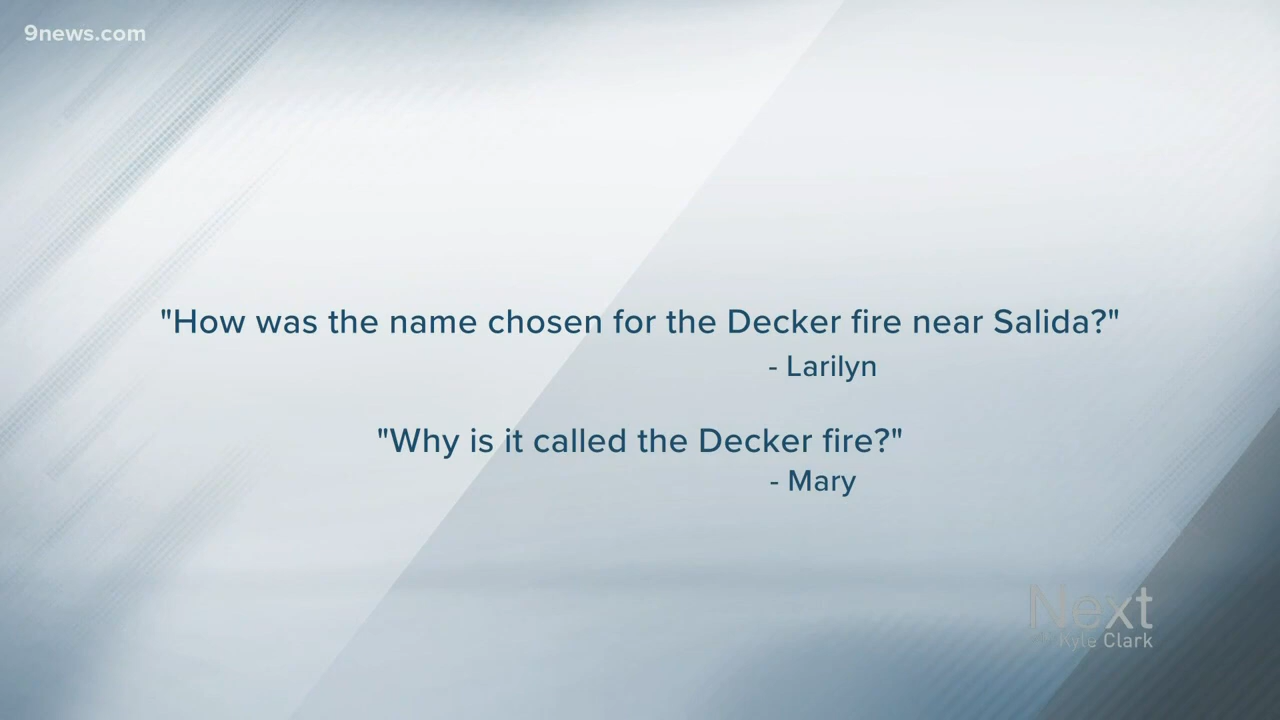 9news.com
"How was the name chosen for the Decker fire near Salida?"
- Larilyn
"Why is it called the Decker fire?"
- Mary
Next
Kyle Clark